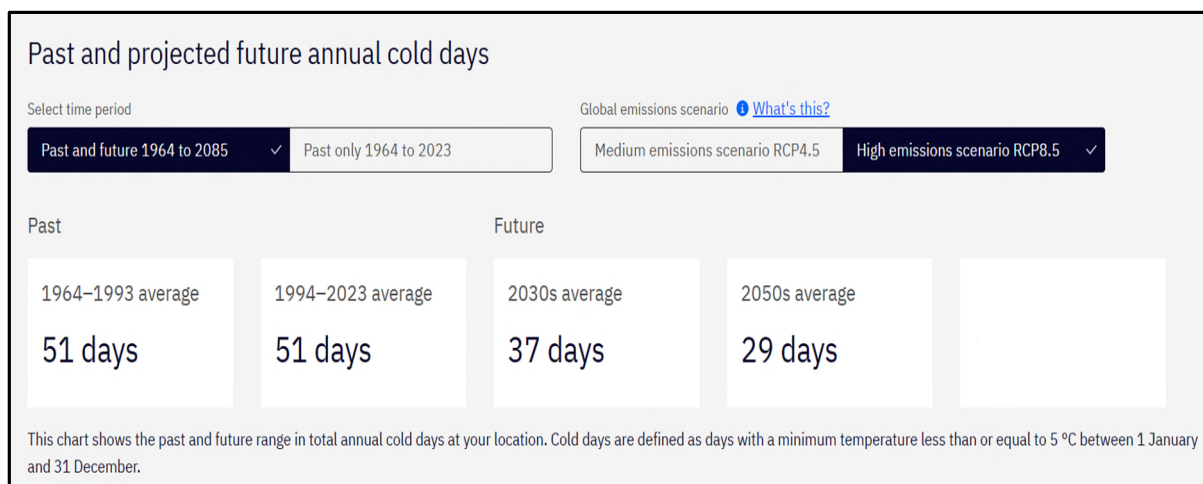 Past and projected future annual cold days
Select time period
Global emissions scenario What's this?
Past and future 1964 to 2085
Past only 1964 to 2023
Medium emissions scenario RCP4.5
High emissions scenario RCP8.5
Past
Future
1964–1993 average
51 days
1994–2023 average
51 days
2030s average
37 days
2050s average
29 days
This chart shows the past and future range in total annual cold days at your location. Cold days are defined as days with a minimum temperature less than or equal to 5 °C between 1 January
and 31 December.